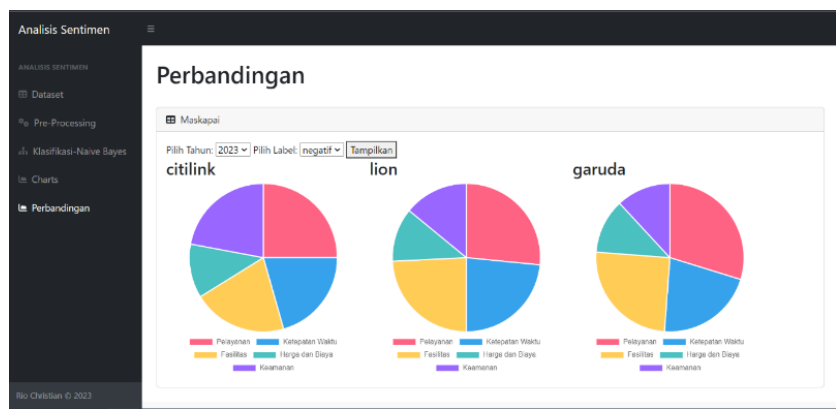 Analisis Sentimen
ANALISIS SENTIMEN
Dataset
Pre-Processing
Klasifikasi-Naive Bayes
Charts
Perbandingan
Rio Christian © 2023
Perbandingan
Maskapai
Pilih Tahun: 2023 Pilih Label: negatif Tampilkan
citilink lion garuda
Pelayanan Ketepatan Waktu Pelayanan Ketepatan Waktu Pelayanan Ketepatan Waktu
Fasilitas Harga dan Biaya Fasilitas Harga dan Biaya Fasilitas Harga dan Biaya
Keamanan Keamanan Keamanan